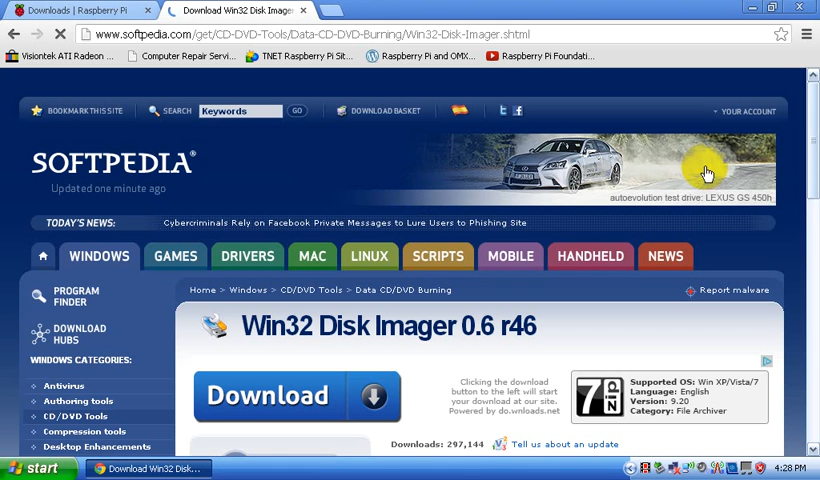 Downloads | Raspberry Pi
Download Win32 Disk Image
www.softpedia.com/get/CD-DVD-Tools/Data-CD-DVD-Burning/Win32-Disk-Imager.shtml
Visiontek ATI Radeon ...
Computer Repair Servi...
TNET Raspberry Pi Sit...
Raspberry Pi and OMX...
Raspberry Pi Foundati...
BOOKMARK THIS SITE
SEARCH
Keywords
GO
DOWNLOAD BASKET
YOUR ACCOUNT
SOFTPEDIA®
Updated one minute ago
autoevolution test drive: LEXUS GS 450h
TODAY'S NEWS:
Cybercriminals Rely on Facebook Private Messages to Lure Users to Phishing Site
WINDOWS
GAMES
DRIVERS
MAC
LINUX
SCRIPTS
MOBILE
HANDHELD
NEWS
PROGRAM
FINDER
DOWNLOAD
HUBS
WINDOWS CATEGORIES:
Antivirus
Authoring tools
CD/DVD Tools
Compression tools
Desktop Enhancements
Home > Windows > CD/DVD Tools > Data CD/DVD Burning
Report malware
Win32 Disk Imager 0.6 r46
Download
Clicking the download
button to the left will start
your download at our site.
Powered by do.wnloads.net
7zip
Supported OS: Win XP/Vista/7
Language: English
Version: 9.20
Category: File Archiver
Downloads: 297,144
Tell us about an update
start
Download Win32 Disk...
4:28 PM